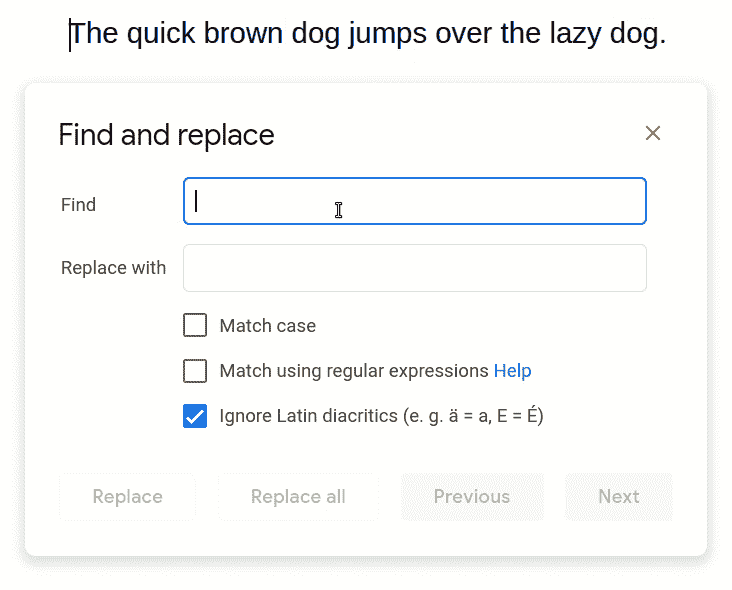 The quick brown dog jumps over the lazy dog.
Find and replace
Find
Replace with
Match case
Match using regular expressions Help
Ignore Latin diacritics (e. g. ä = a, E = É)
Replace Replace all Previous Next